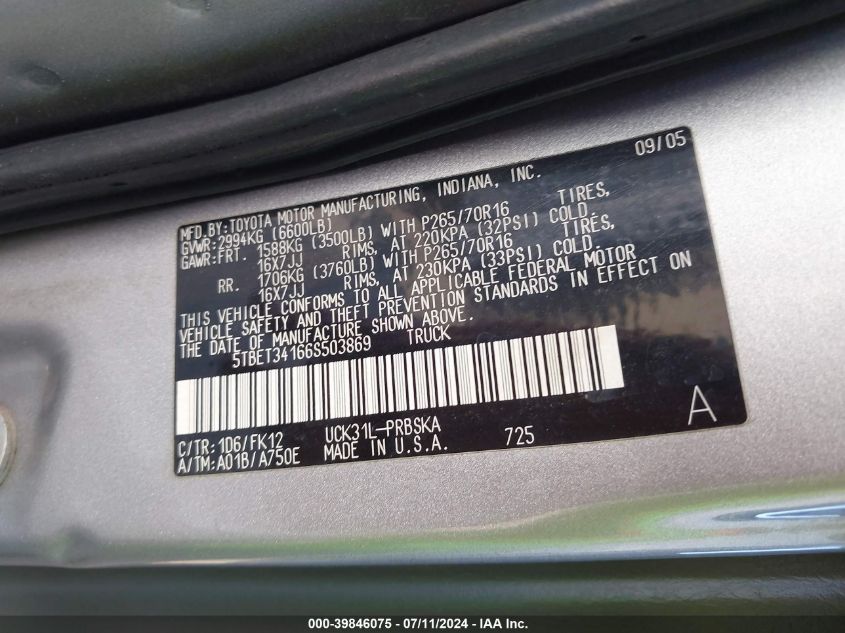 09/05
MFD.BY:TOYOTA MOTOR MANUFACTURING, INDIANA, INC.
GVWR:2994KG (6600LB)
GAWR:FRT. 1588KG (3500LB) WITH P265/70R16 TIRES,
16X7JJ RIMS, AT 220KPA (32PSI) COLD
RR. 1706KG (3760LB) WITH P265/70R16 TIRES,
16X7JJ RIMS, AT 230KPA (33PSI) COLD.
THIS VEHICLE CONFORMS TO ALL APPLICABLE FEDERAL MOTOR
VEHICLE SAFETY AND THEFT PREVENTION STANDARDS IN EFFECT ON
THE DATE OF MANUFACTURE SHOWN ABOVE.
5TBET34166S503869 TRUCK
C/TR:1D6/FK12 UCK31L-PRBSKA
A/TM:A01B/A750E MADE IN U.S.A. 725 A
000-39846075 - 07/11/2024 - IAA Inc.